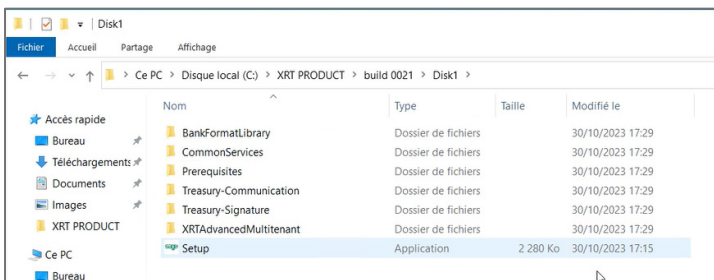 Disk1
Fichier Accueil Partage Affichage
Ce PC > Disque local (C:) > XRT PRODUCT > build 0021 > Disk1 >
Nom Type Taille Modifié le
Accès rapide
Bureau
Téléchargements
Documents
Images
XRT PRODUCT
Ce PC
Bureau
BankFormatLibrary Dossier de fichiers 30/10/2023 17:29
CommonServices Dossier de fichiers 30/10/2023 17:29
Prerequisites Dossier de fichiers 30/10/2023 17:29
Treasury-Communication Dossier de fichiers 30/10/2023 17:29
Treasury-Signature Dossier de fichiers 30/10/2023 17:29
XRTAdvancedMultitenant Dossier de fichiers 30/10/2023 17:29
sage Setup Application 2 280 Ko 30/10/2023 17:15